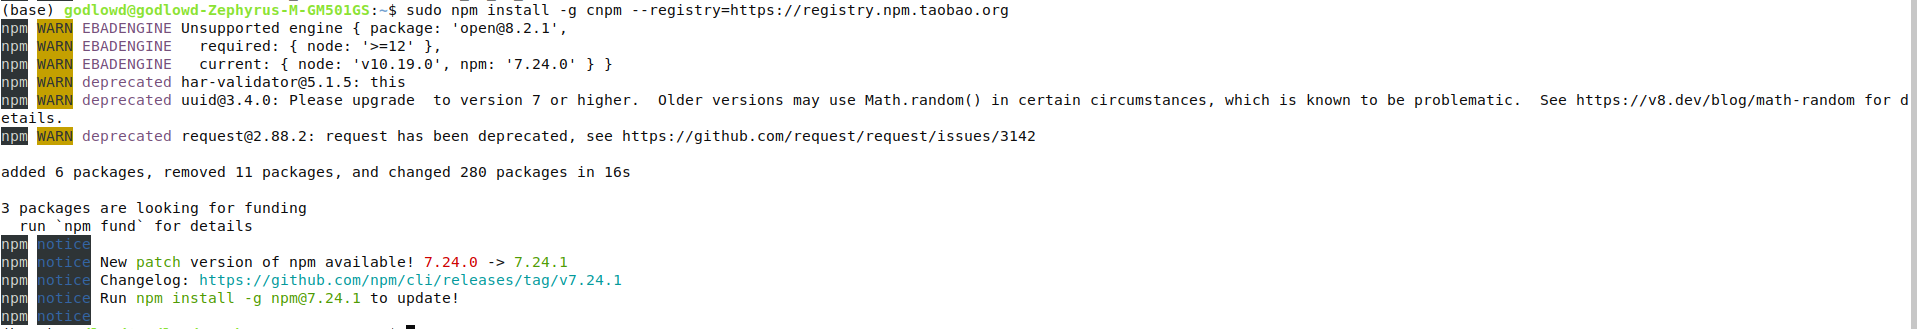 (base) godlowd@godlowd-Zephyrus-M-GM501GS:~$ sudo npm install -g cnpm --registry=https://registry.npm.taobao.org
npm WARN EBADENGINE Unsupported engine { package: 'open@8.2.1',
npm WARN EBADENGINE   required: { node: '>=12' },
npm WARN EBADENGINE   current: { node: 'v10.19.0', npm: '7.24.0' } }
npm WARN deprecated har-validator@5.1.5: this
npm WARN deprecated uuid@3.4.0: Please upgrade  to version 7 or higher.  Older versions may use Math.random() in certain circumstances, which is known to be problematic.  See https://v8.dev/blog/math-random for d
etails.
npm WARN deprecated request@2.88.2: request has been deprecated, see https://github.com/request/request/issues/3142
added 6 packages, removed 11 packages, and changed 280 packages in 16s
3 packages are looking for funding
  run `npm fund` for details
npm notice
npm notice New patch version of npm available! 7.24.0 -> 7.24.1
npm notice Changelog: https://github.com/npm/cli/releases/tag/v7.24.1
npm notice Run npm install -g npm@7.24.1 to update!
npm notice